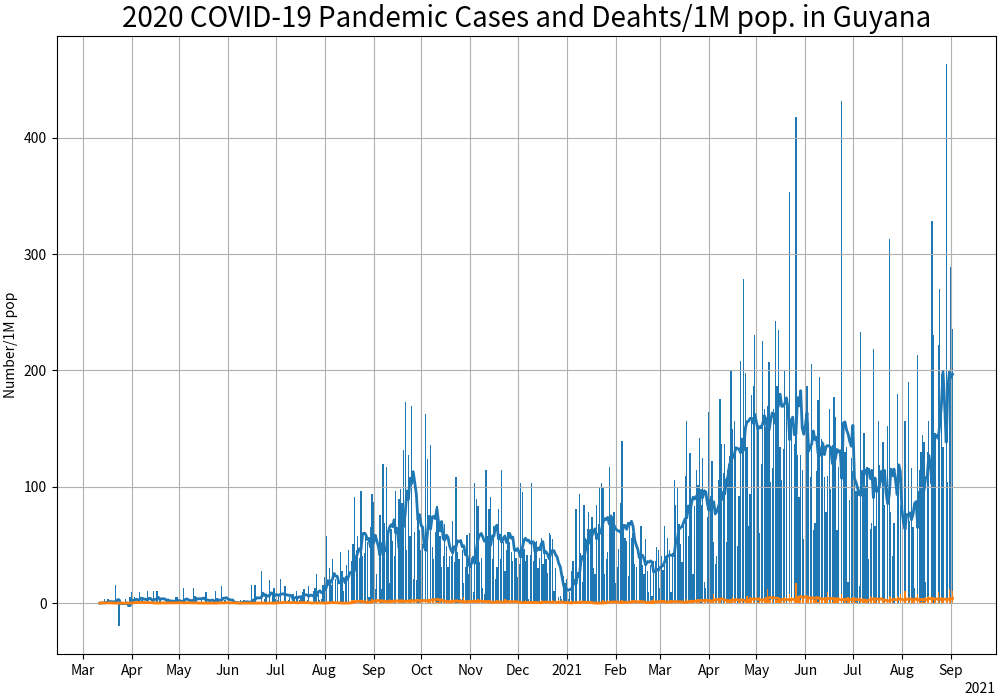 2020 COVID-19 Pandemic Cases and Deahts/1M pop. in Guyana
Number/1M pop
400
300
200
100
0
Mar Apr May Jun Jul Aug Sep Oct Nov Dec 2021 Feb Mar Apr May Jun Jul Aug Sep
2021